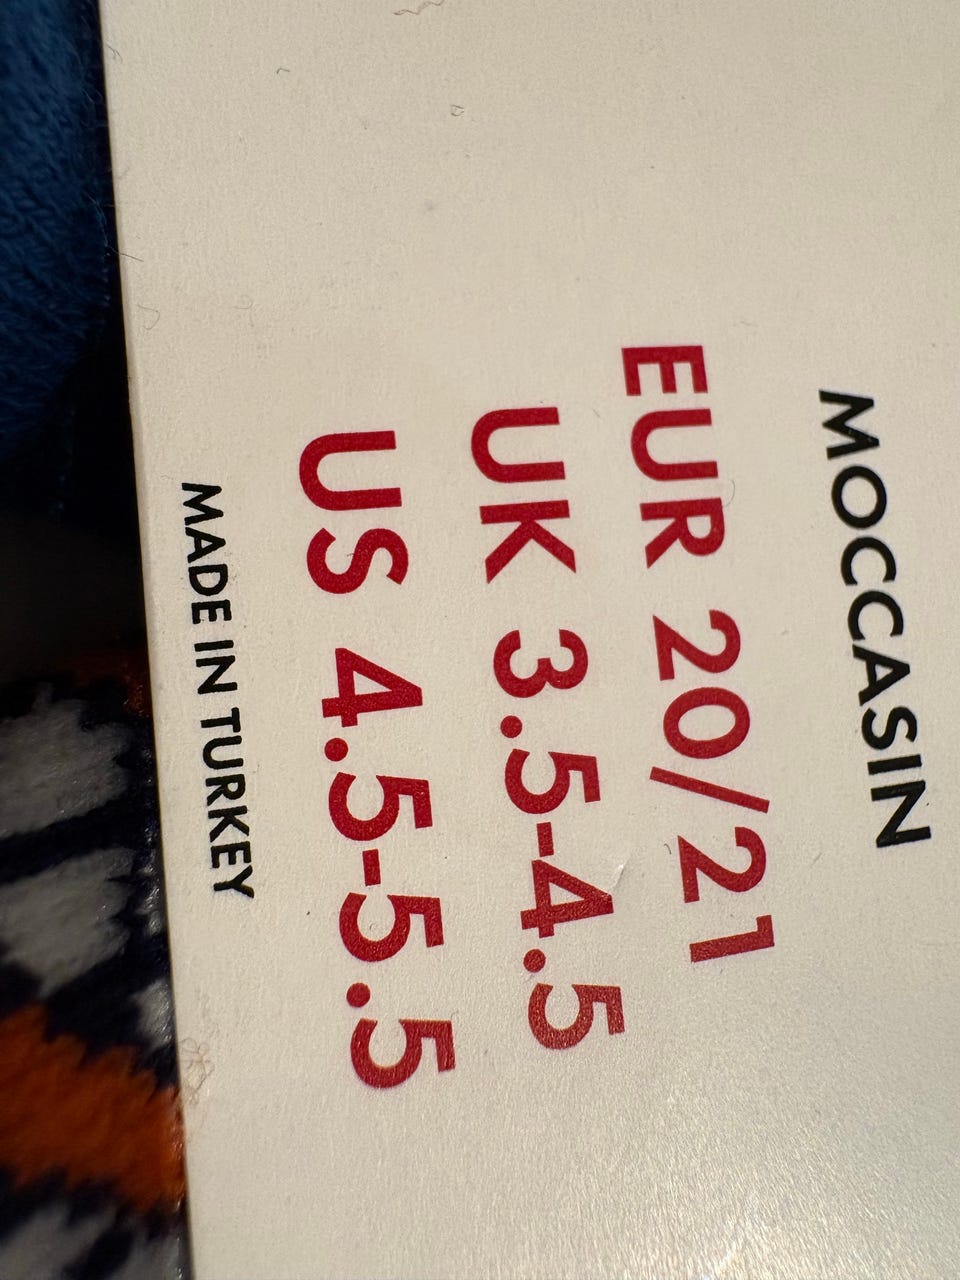 MOCCASIN
EUR 20/21
UK 3.5-4.5
US 4.5-5.5
MADE IN TURKEY